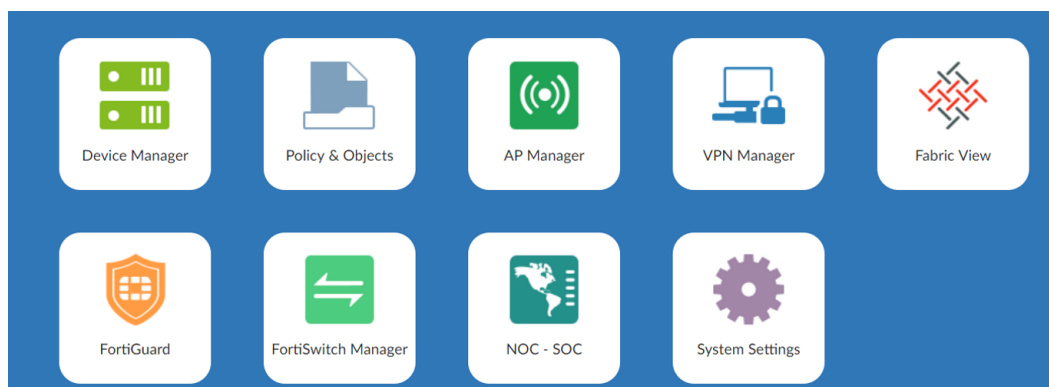 Device Manager
Policy & Objects
AP Manager
VPN Manager
Fabric View
FortiGuard
FortiSwitch Manager
NOC - SOC
System Settings